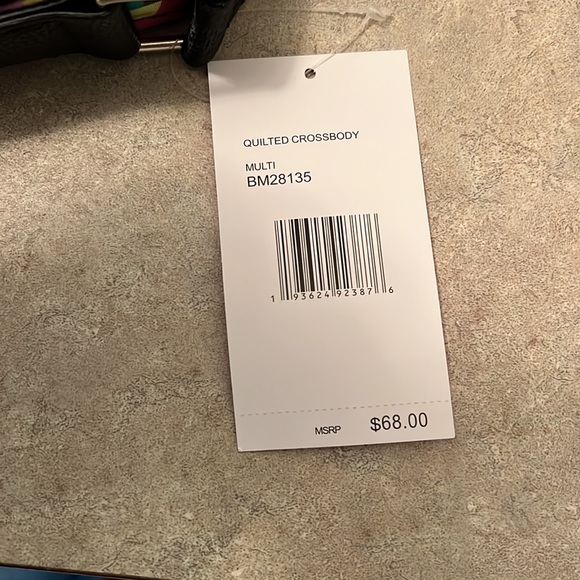 QUILTED CROSSBODY
MULTI
BM28135
1 93624 92387 6
MSRP $68.00